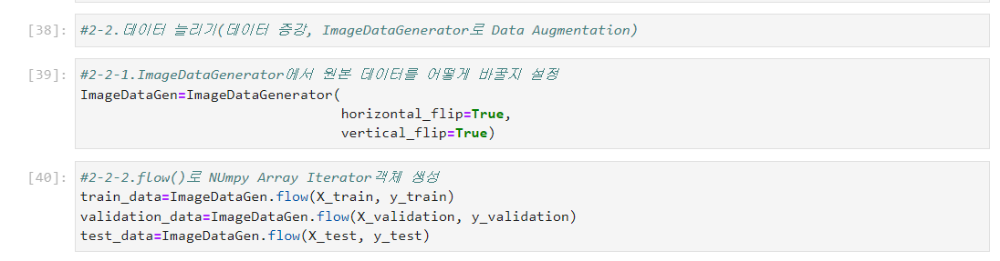 [38]: #2-2.데이터 늘리기(데이터 증강, ImageDataGenerator로 Data Augmentation)
[39]: #2-2-1.ImageDataGenerator에서 원본 데이터를 어떻게 바꿀지 설정
ImageDataGen=ImageDataGenerator(
horizontal_flip=True,
vertical_flip=True)
[40]: #2-2-2.flow()로 NUmpy Array Iterator객체 생성
train_data=ImageDataGen.flow(X_train, y_train)
validation_data=ImageDataGen.flow(X_validation, y_validation)
test_data=ImageDataGen.flow(X_test, y_test)